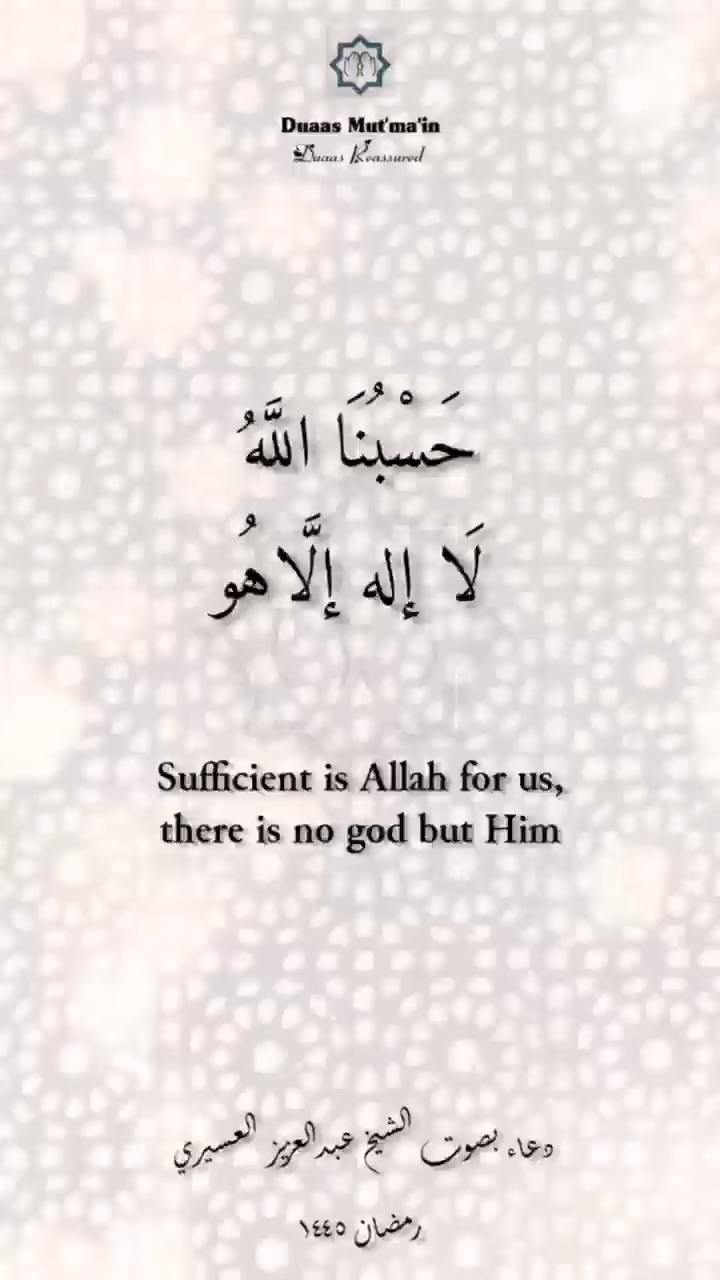 Duaas Mut'ma'in
Duaas Reassured
حَسْبُنَا اللَّهُ
لَا إله إلَّا هُو
Sufficient is Allah for us,
there is no god but Him
دعاء بصوت الشيخ عبدالعزيز العسيري
رمضان ١٤٤٥